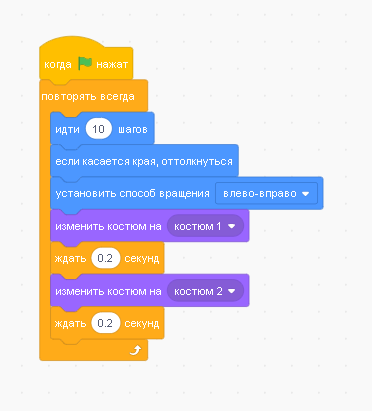 когда нажат
повторять всегда
идти 10 шагов
если касается края, оттолкнуться
установить способ вращения влево-вправо
изменить костюм на костюм 1
ждать 0.2 секунд
изменить костюм на костюм 2
ждать 0.2 секунд